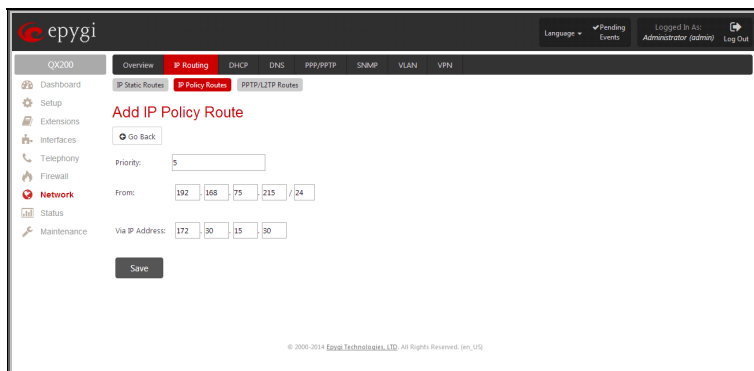 epygi
Language
Pending Events
Logged In As:
Administrator (admin)
Log Out
QX200
Overview IP Routing DHCP DNS PPP/PPTP SNMP VLAN VPN
Dashboard
Setup
Extensions
Interfaces
Telephony
Firewall
Network
Status
Maintenance
IP Static Routes IP Policy Routes PPTP/L2TP Routes
Add IP Policy Route
Go Back
Priority: 5
From: 192 . 168 . 75 . 215 / 24
Via IP Address: 172 . 30 . 15 . 30
Save
© 2000-2014 Epygi Technologies, LTD. All Rights Reserved. (en_US)